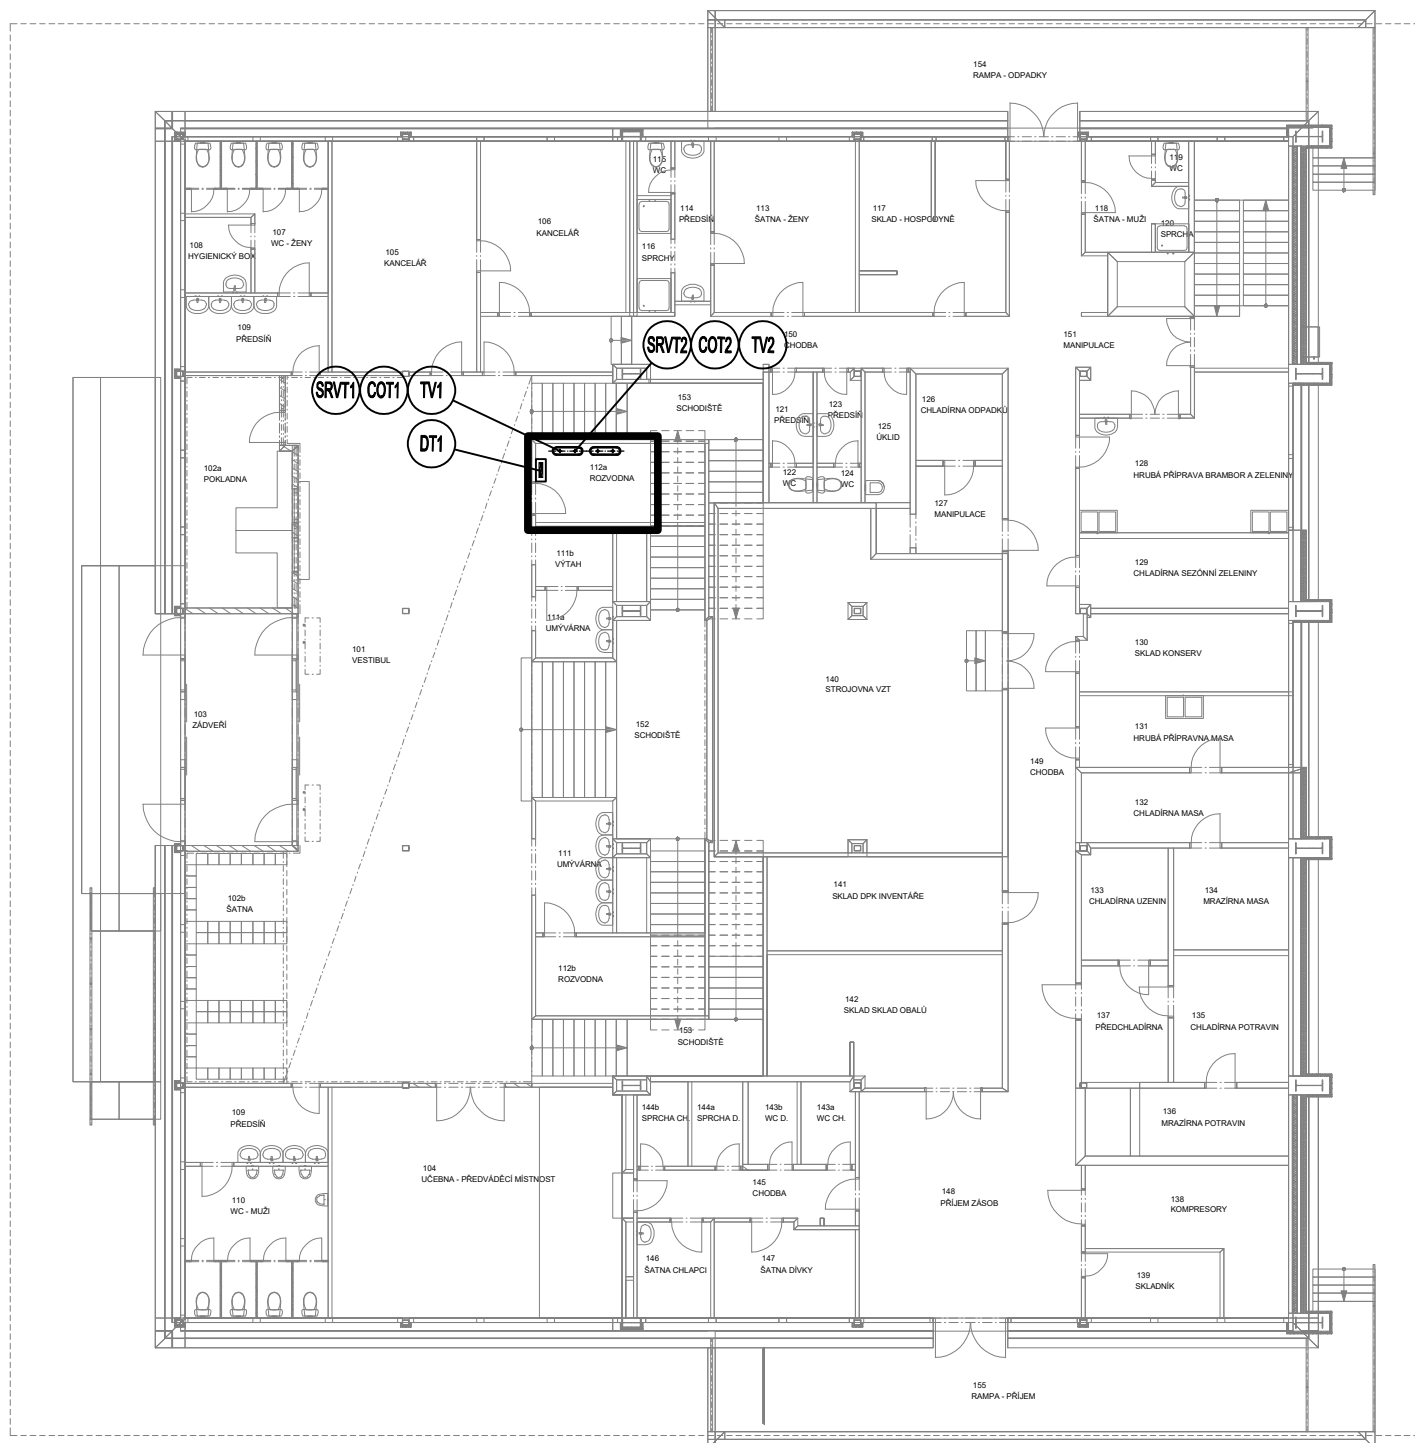 154
RAMPA - ODPADKY
115
WC
119
WC
114
PŘEDSÍŇ
113
ŠATNA - ŽENY
117
SKLAD - HOSPODYNĚ
118
ŠATNA - MUŽI
120
SPRCHA
106
KANCELÁŘ
107
WC - ŽENY
108
HYGIENICKÝ BOX
105
KANCELÁŘ
116
SPRCHY
109
PŘEDSÍŇ
SRVT2 COT2 TV2
150
CHODBA
151
MANIPULACE
SRVT1 COT1 TV1
153
SCHODIŠTĚ
121
PŘEDSÍŇ
123
PŘEDSÍŇ
125
ÚKLID
126
CHLADÍRNA ODPADKŮ
DT1
102a
POKLADNA
112a
ROZVODNA
122
WC
124
WC
128
HRUBÁ PŘÍPRAVA BRAMBOR A ZELENINY
127
MANIPULACE
111b
VÝTAH
129
CHLADÍRNA SEZÓNNÍ ZELENINY
111a
UMÝVÁRNA
101
VESTIBUL
130
SKLAD KONSERV
140
STROJOVNA VZT
103
ZÁDVEŘÍ
152
SCHODIŠTĚ
131
HRUBÁ PŘÍPRAVNA MASA
149
CHODBA
132
CHLADÍRNA MASA
111
UMÝVÁRNA
141
SKLAD DPK INVENTÁŘE
133
CHLADÍRNA UZENIN
134
MRAZÍRNA MASA
102b
ŠATNA
112b
ROZVODNA
142
SKLAD SKLAD OBALŮ
137
PŘEDCHLADÍRNA
135
CHLADÍRNA POTRAVIN
153
SCHODIŠTĚ
109
PŘEDSÍŇ
144b
SPRCHA CH.
144a
SPRCHA D.
143b
WC D.
143a
WC CH.
136
MRAZÍRNA POTRAVIN
104
UČEBNA - PŘEDVÁDĚCÍ MÍSTNOST
145
CHODBA
148
PŘÍJEM ZÁSOB
110
WC - MUŽI
138
KOMPRESORY
146
ŠATNA CHLAPCI
147
ŠATNA DÍVKY
139
SKLADNÍK
155
RAMPA - PŘÍJEM